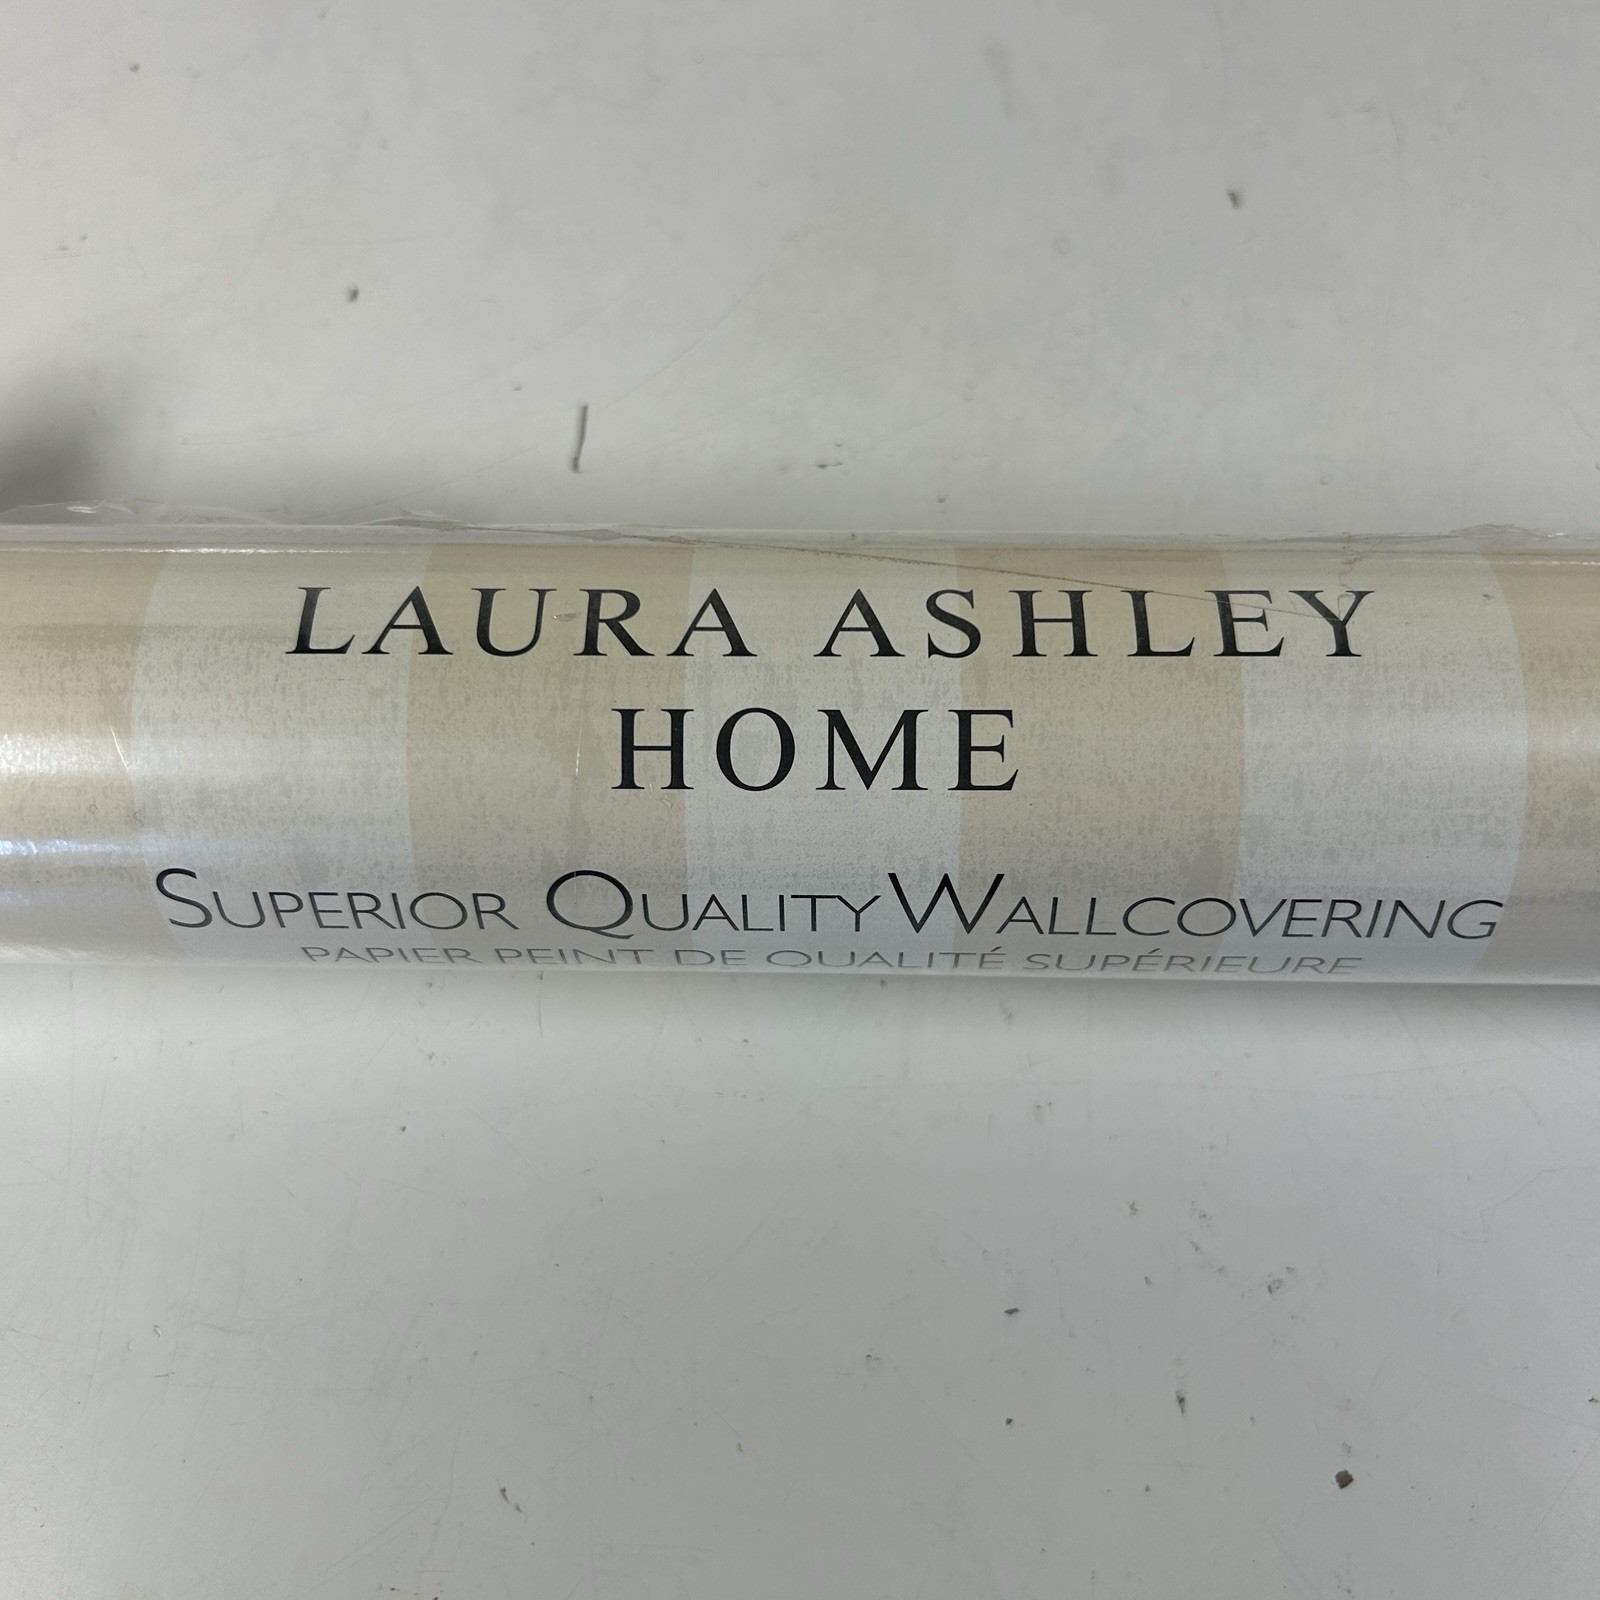 LAURA ASHLEY
HOME
SUPERIOR QUALITY WALLCOVERING
PAPIER PEINT DE QUALITÉ SUPÉRIEURE